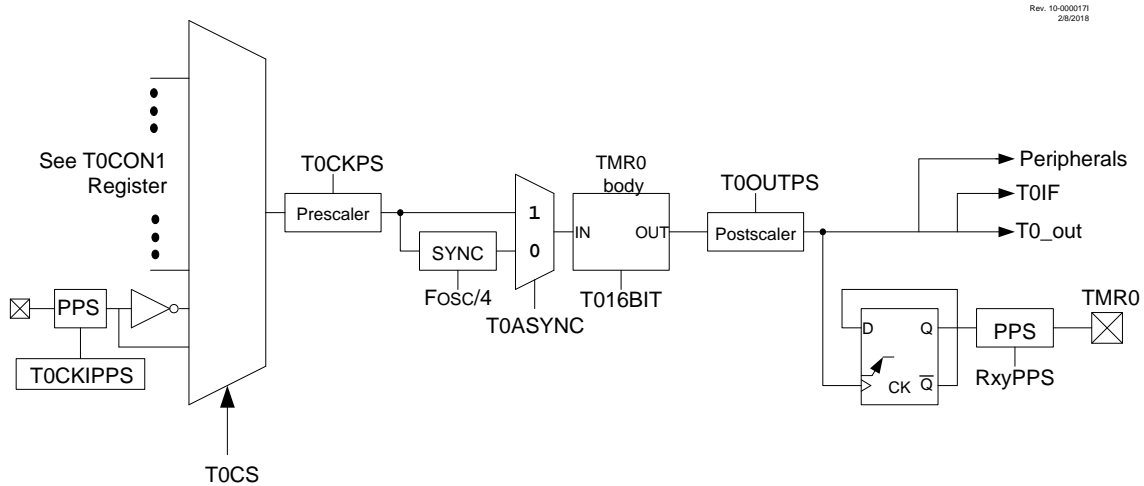 Rev. 10-000017I
2/8/2018
See T0CON1
Register
PPS
T0CKIPPS
T0CS
T0CKPS
Prescaler
SYNC
FOSC/4
1
0
T0ASYNC
TMR0
body
IN
OUT
T016BIT
T0OUTPS
Postscaler
Peripherals
T0IF
T0_out
D
Q
CK
Q
PPS
RxyPPS
TMR0